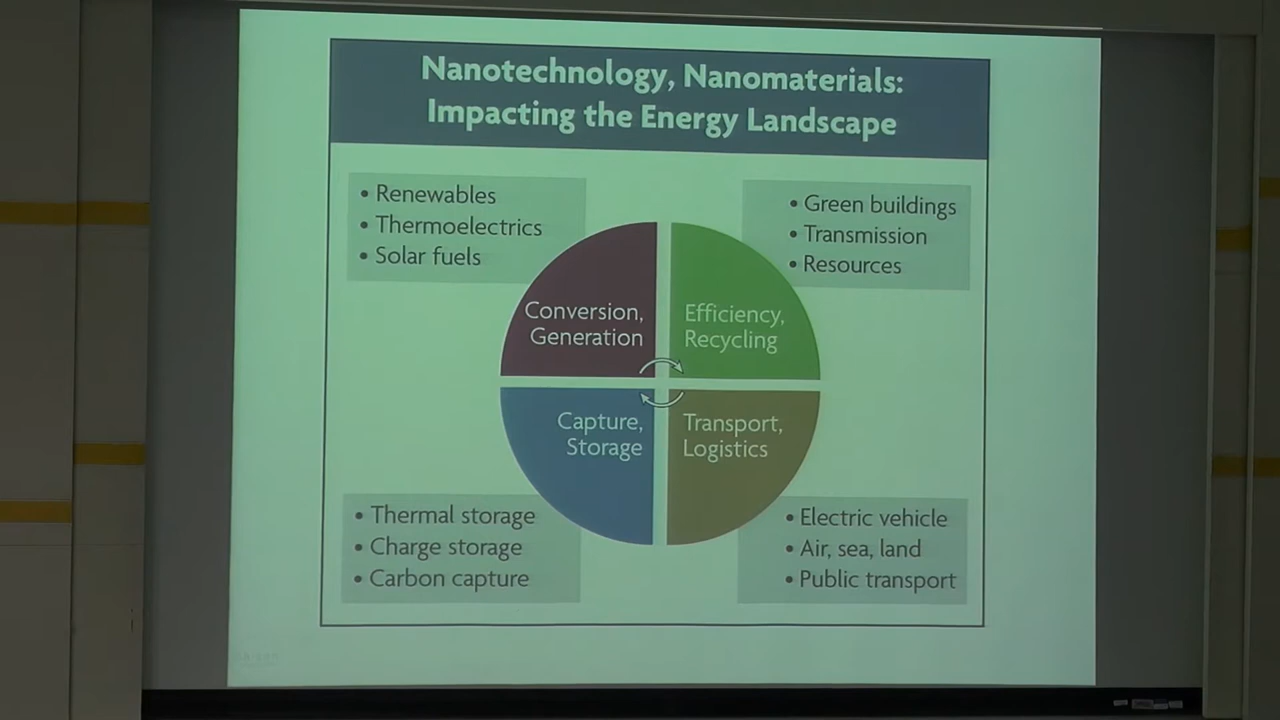 Nanotechnology, Nanomaterials:
Impacting the Energy Landscape
• Renewables
• Thermoelectrics
• Solar fuels
• Green buildings
• Transmission
• Resources
Conversion,
Generation
Efficiency,
Recycling
Capture,
Storage
Transport,
Logistics
• Thermal storage
• Charge storage
• Carbon capture
• Electric vehicle
• Air, sea, land
• Public transport